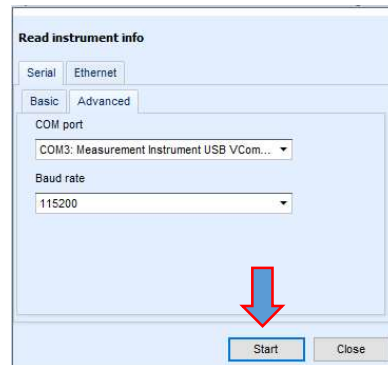 Read instrument info
Serial Ethernet
Basic Advanced
COM port
COM3: Measurement Instrument USB VCom...
Baud rate
115200
Start Close